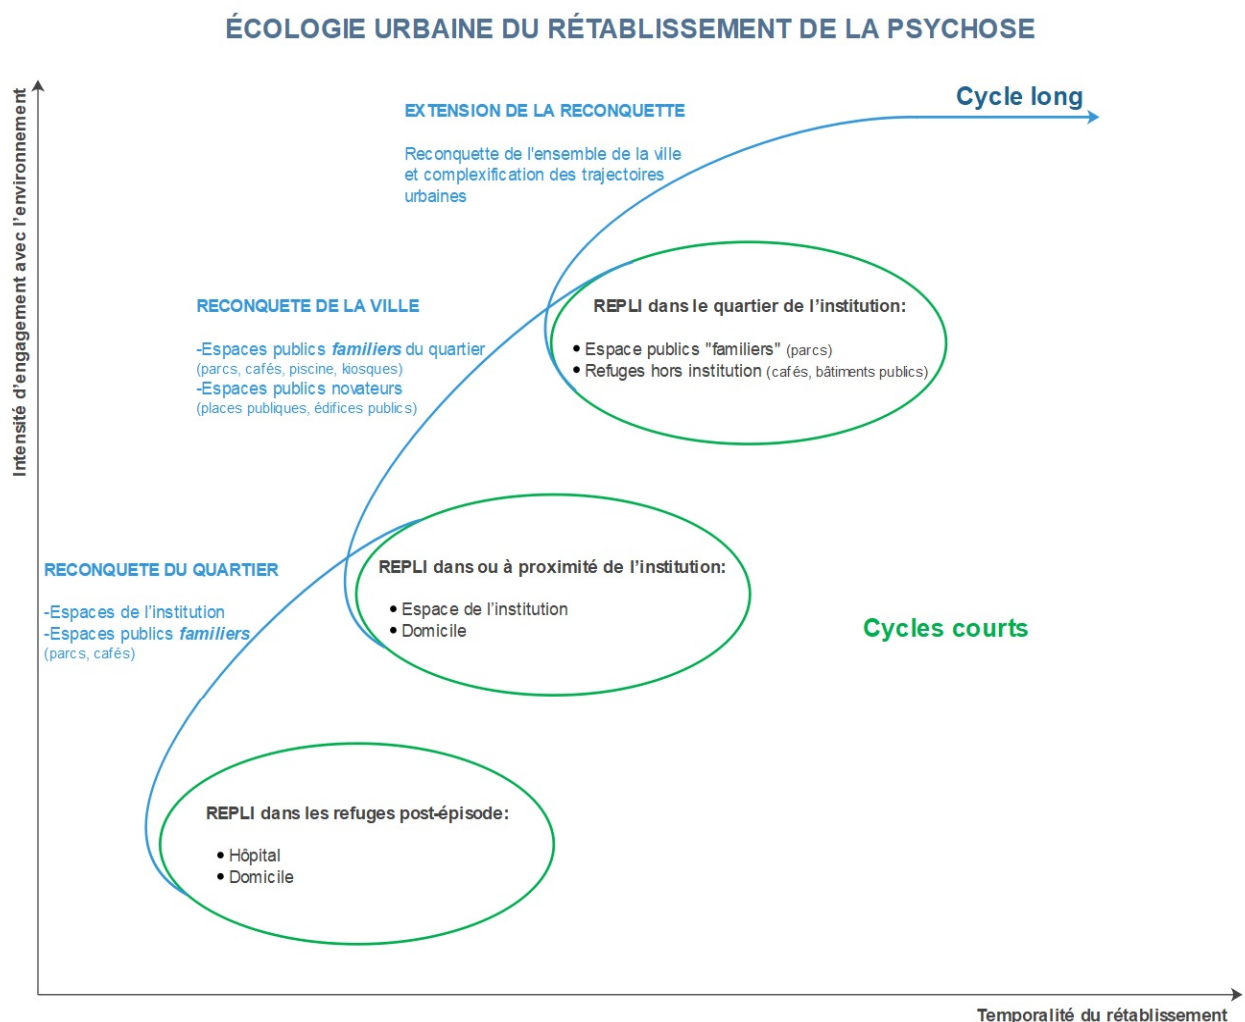 ÉCOLOGIE URBAINE DU RÉTABLISSEMENT DE LA PSYCHOSE
Intensité d'engagement avec l'environnement
Cycle long
EXTENSION DE LA RECONQUETTE
Reconquette de l'ensemble de la ville
et complexification des trajectoires
urbaines
RECONQUETE DE LA VILLE
-Espaces publics familiers du quartier
(parcs, cafés, piscine, kiosques)
-Espaces publics novateurs
(places publiques, édifices publics)
REPLI dans le quartier de l'institution:
• Espace publics "familiers" (parcs)
• Refuges hors institution (cafés, bâtiments publics)
RECONQUETE DU QUARTIER
-Espaces de l'institution
-Espaces publics familiers
(parcs, cafés)
REPLI dans ou à proximité de l'institution:
• Espace de l'institution
• Domicile
Cycles courts
REPLI dans les refuges post-épisode:
• Hôpital
• Domicile
Temporalité du rétablissement